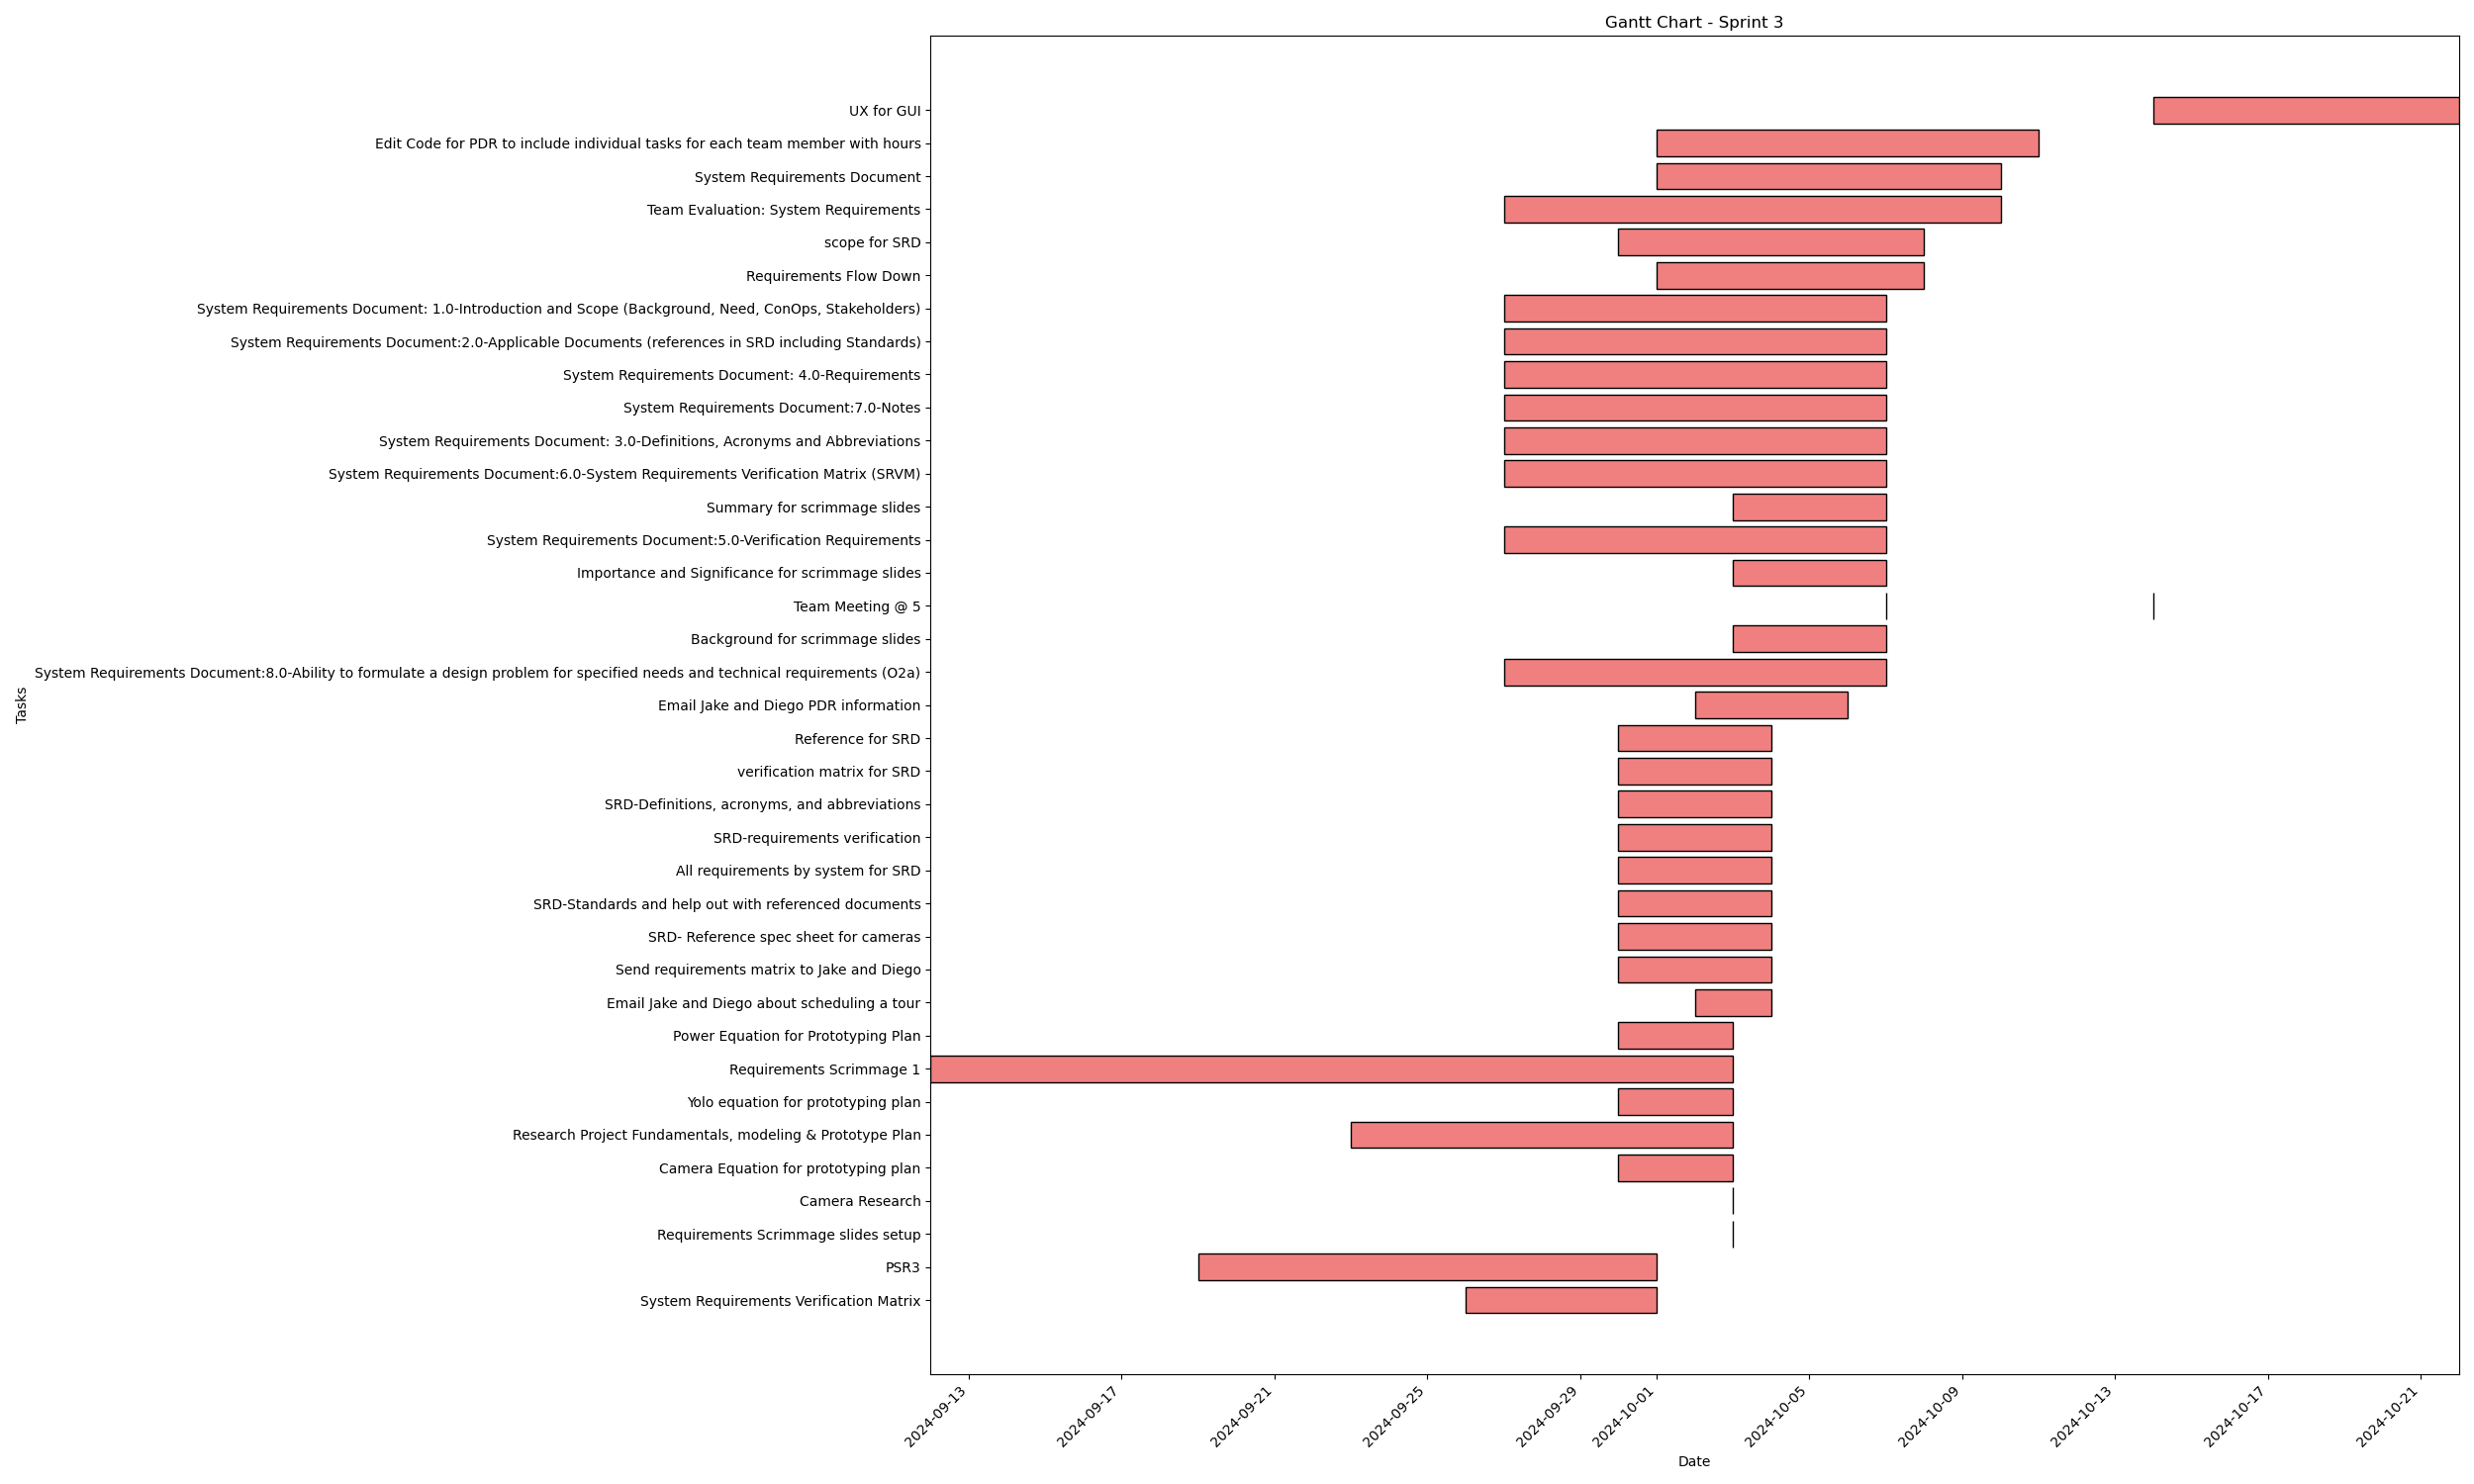 Gantt Chart - Sprint 3
UX for GUI
Edit Code for PDR to include individual tasks for each team member with hours
System Requirements Document
Team Evaluation: System Requirements
scope for SRD
Requirements Flow Down
System Requirements Document: 1.0-Introduction and Scope (Background, Need, ConOps, Stakeholders)
System Requirements Document:2.0-Applicable Documents (references in SRD including Standards)
System Requirements Document: 4.0-Requirements
System Requirements Document:7.0-Notes
System Requirements Document: 3.0-Definitions, Acronyms and Abbreviations
System Requirements Document:6.0-System Requirements Verification Matrix (SRVM)
Summary for scrimmage slides
System Requirements Document:5.0-Verification Requirements
Importance and Significance for scrimmage slides
Team Meeting @ 5
Background for scrimmage slides
System Requirements Document:8.0-Ability to formulate a design problem for specified needs and technical requirements (O2a)
Email Jake and Diego PDR information
Reference for SRD
verification matrix for SRD
SRD-Definitions, acronyms, and abbreviations
SRD-requirements verification
All requirements by system for SRD
SRD-Standards and help out with referenced documents
SRD- Reference spec sheet for cameras
Send requirements matrix to Jake and Diego
Email Jake and Diego about scheduling a tour
Power Equation for Prototyping Plan
Requirements Scrimmage 1
Yolo equation for prototyping plan
Research Project Fundamentals, modeling & Prototype Plan
Camera Equation for prototyping plan
Camera Research
Requirements Scrimmage slides setup
PSR3
System Requirements Verification Matrix
Tasks
2024-09-13
2024-09-17
2024-09-21
2024-09-25
2024-09-29
2024-10-01
2024-10-05
2024-10-09
2024-10-13
2024-10-17
2024-10-21
Date